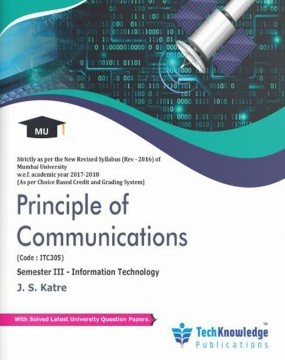 MU
Strictly as per the New Revised Syllabus (Rev - 2016) of
Mumbai University
w.e.f. academic year 2017-2018
(As per Choice Based Credit and Grading System)
Principle of
Communications
(Code : ITC305)
Semester III - Information Technology
J. S. Katre
With Solved Latest University Question Papers.
TechKnowledge
Publications